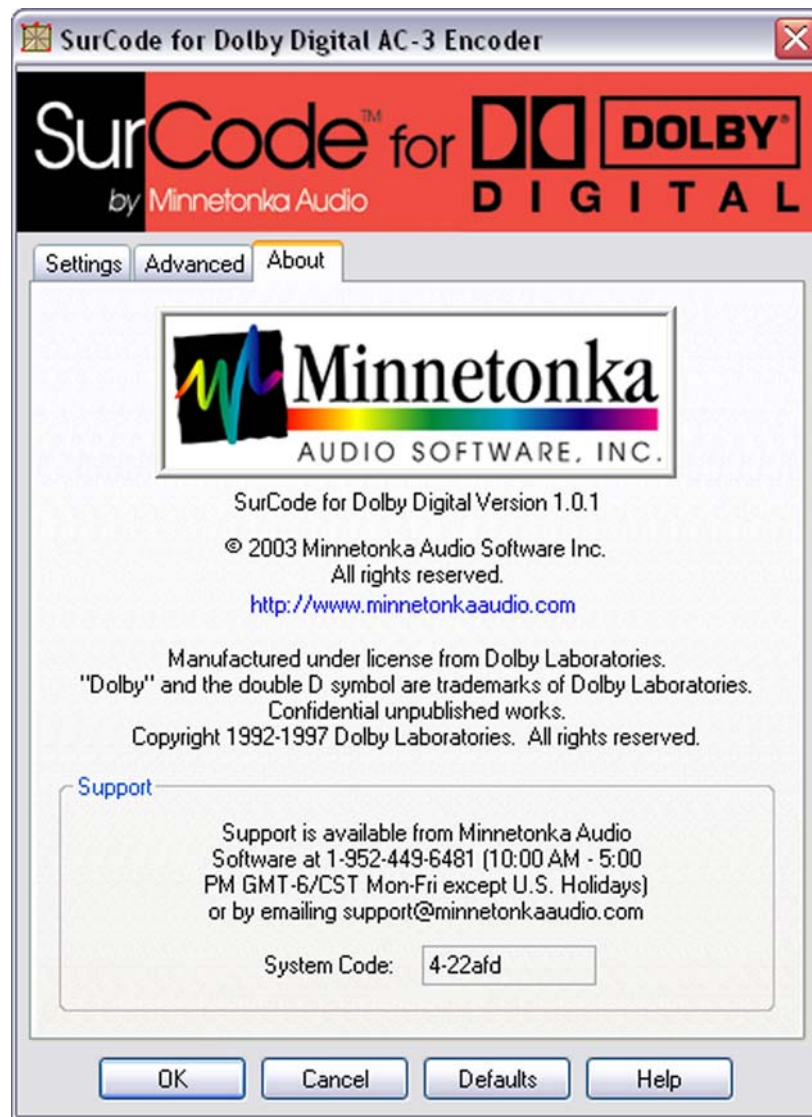 SurCode for Dolby Digital AC-3 Encoder
SurCode™ for DOLBY®
by Minnetonka Audio DIGITAL
Settings Advanced About
Minnetonka
AUDIO SOFTWARE, INC.
SurCode for Dolby Digital Version 1.0.1
© 2003 Minnetonka Audio Software Inc.
All rights reserved.
http://www.minnetonkaaudio.com
Manufactured under license from Dolby Laboratories.
"Dolby" and the double D symbol are trademarks of Dolby Laboratories.
Confidential unpublished works.
Copyright 1992-1997 Dolby Laboratories. All rights reserved.
Support
Support is available from Minnetonka Audio
Software at 1-952-449-6481 (10:00 AM - 5:00
PM GMT-6/CST Mon-Fri except U.S. Holidays)
or by emailing support@minnetonkaaudio.com
System Code: 4-22afd
OK Cancel Defaults Help